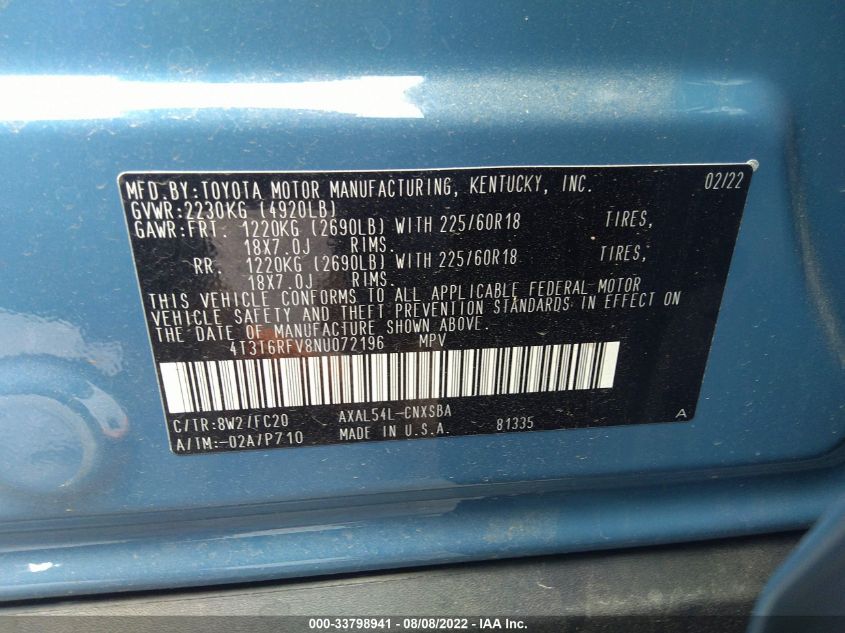 MFD.BY:TOYOTA MOTOR MANUFACTURING, KENTUCKY, INC. 02/22
GVWR:2230KG (4920LB)
GAWR:FRT. 1220KG (2690LB) WITH 225/60R18 TIRES,
18X7.0J RIMS.
RR. 1220KG (2690LB) WITH 225/60R18 TIRES,
18X7.0J RIMS.
THIS VEHICLE CONFORMS TO ALL APPLICABLE FEDERAL MOTOR
VEHICLE SAFETY AND THEFT PREVENTION STANDARDS IN EFFECT ON
THE DATE OF MANUFACTURE SHOWN ABOVE.
4T3T6RFV8NU072196 MPV
C/TR:8W2/FC20 AXAL54L-CNXSBA A
A/TM:-02A/P710 MADE IN U.S.A. 81335
000-33798941 - 08/08/2022 - IAA Inc.